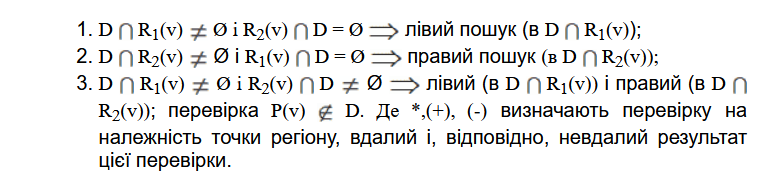 1. D ⋂ R₁(v) ≠ Ø і R₂(v) ⋂ D = Ø ⟹ лівий пошук (в D ⋂ R₁(v));
2. D ⋂ R₂(v) ≠ Ø і R₁(v) ⋂ D = Ø ⟹ правий пошук (в D ⋂ R₂(v));
3. D ⋂ R₁(v) ≠ Ø і R₂(v) ⋂ D ≠ Ø ⟹ лівий (в D ⋂ R₁(v)) і правий (в D ⋂
R₂(v)); перевірка P(v) ∉ D. Де *,(+), (-) визначають перевірку на
належність точки регіону, вдалий і, відповідно, невдалий результат
цієї перевірки.